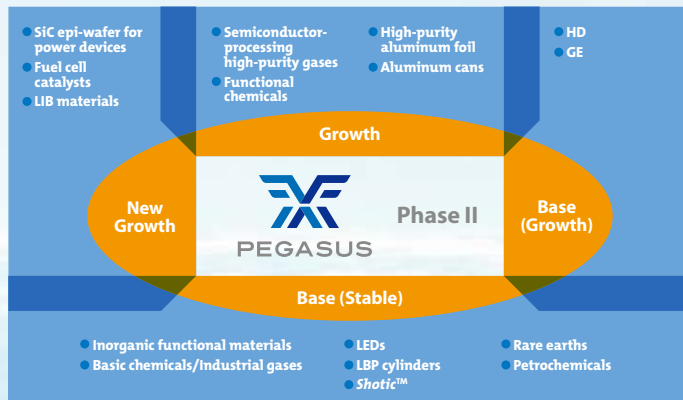 ● SiC epi-wafer for
power devices
● Fuel cell
catalysts
● LIB materials
● Semiconductor-
processing
high-purity gases
● Functional
chemicals
● High-purity
aluminum foil
● Aluminum cans
● HD
● GE
Growth
New
Growth
PEGASUS
Phase II
Base
(Growth)
Base (Stable)
● Inorganic functional materials
● Basic chemicals/Industrial gases
● LEDs
● LBP cylinders
● Shotic™
● Rare earths
● Petrochemicals